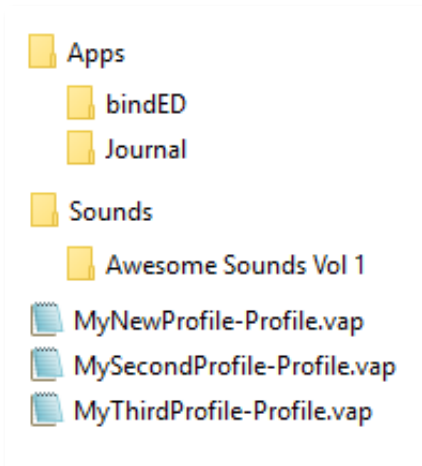 Apps
bindED
Journal
Sounds
Awesome Sounds Vol 1
MyNewProfile-Profile.vap
MySecondProfile-Profile.vap
MyThirdProfile-Profile.vap